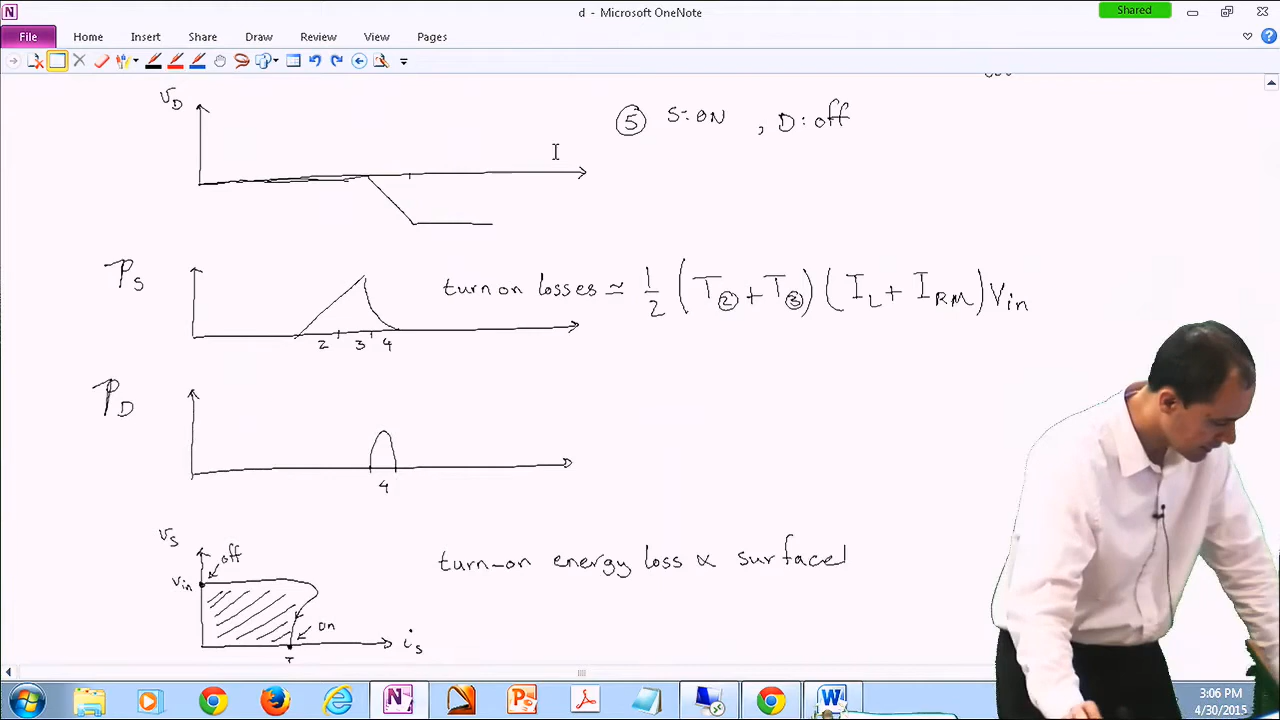 d - Microsoft OneNote
Shared
File Home Insert Share Draw Review View Pages
v_D
⑤ S: ON , D: off
P_S
turn on losses ≃ 1/2 (T_② + T_③) (I_L + I_RM) V_in
2 3 4
P_D
4
v_S
off
turn-on energy loss ∝ surface
v_in
on
i_S
3:06 PM
4/30/2015